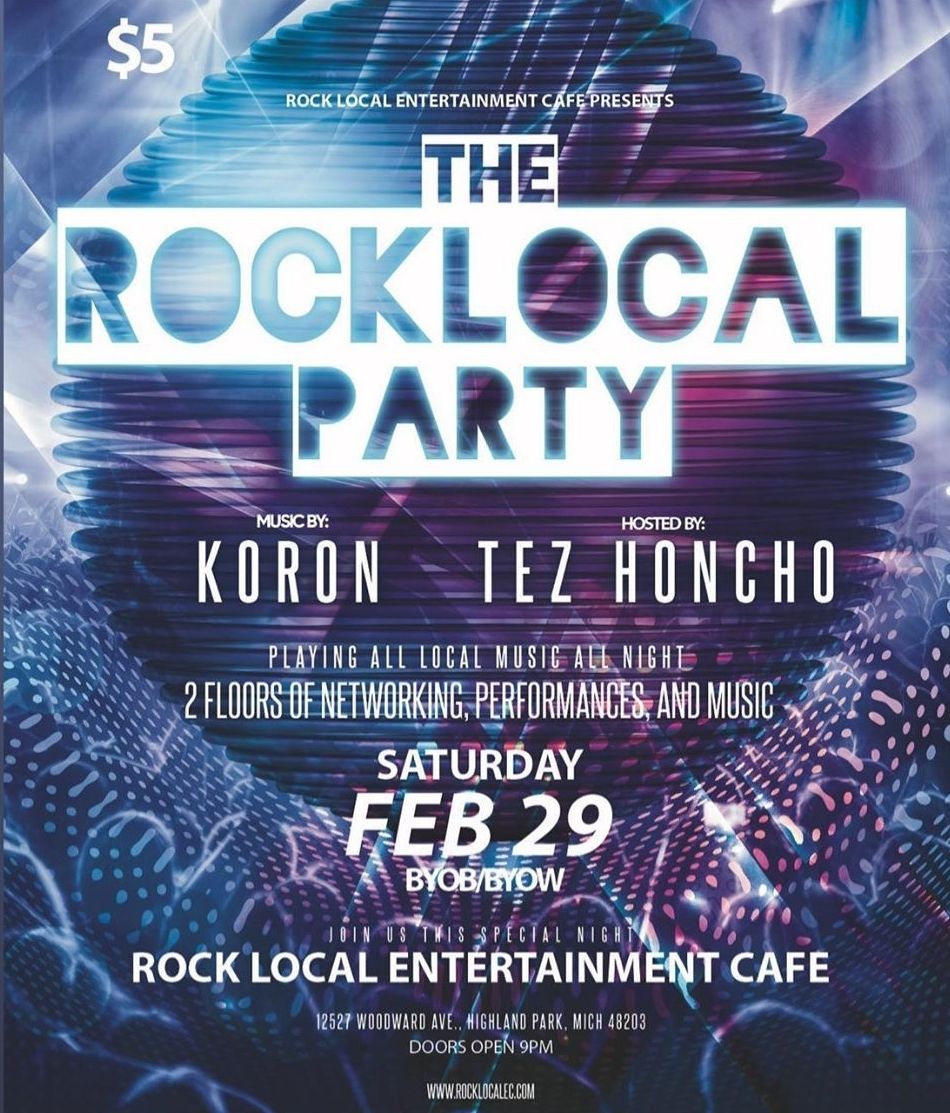 $5
ROCK LOCAL ENTERTAINMENT CAFE PRESENTS
THE
ROCKLOCAL
PARTY
MUSIC BY:
KORON
HOSTED BY:
TEZ HONCHO
PLAYING ALL LOCAL MUSIC ALL NIGHT
2 FLOORS OF NETWORKING, PERFORMANCES, AND MUSIC
SATURDAY
FEB 29
BYOB/BYOW
JOIN US THIS SPECIAL NIGHT
ROCK LOCAL ENTERTAINMENT CAFE
12527 WOODWARD AVE., HIGHLAND PARK, MICH 48203
DOORS OPEN 9PM
WWW.ROCKLOCALEC.COM